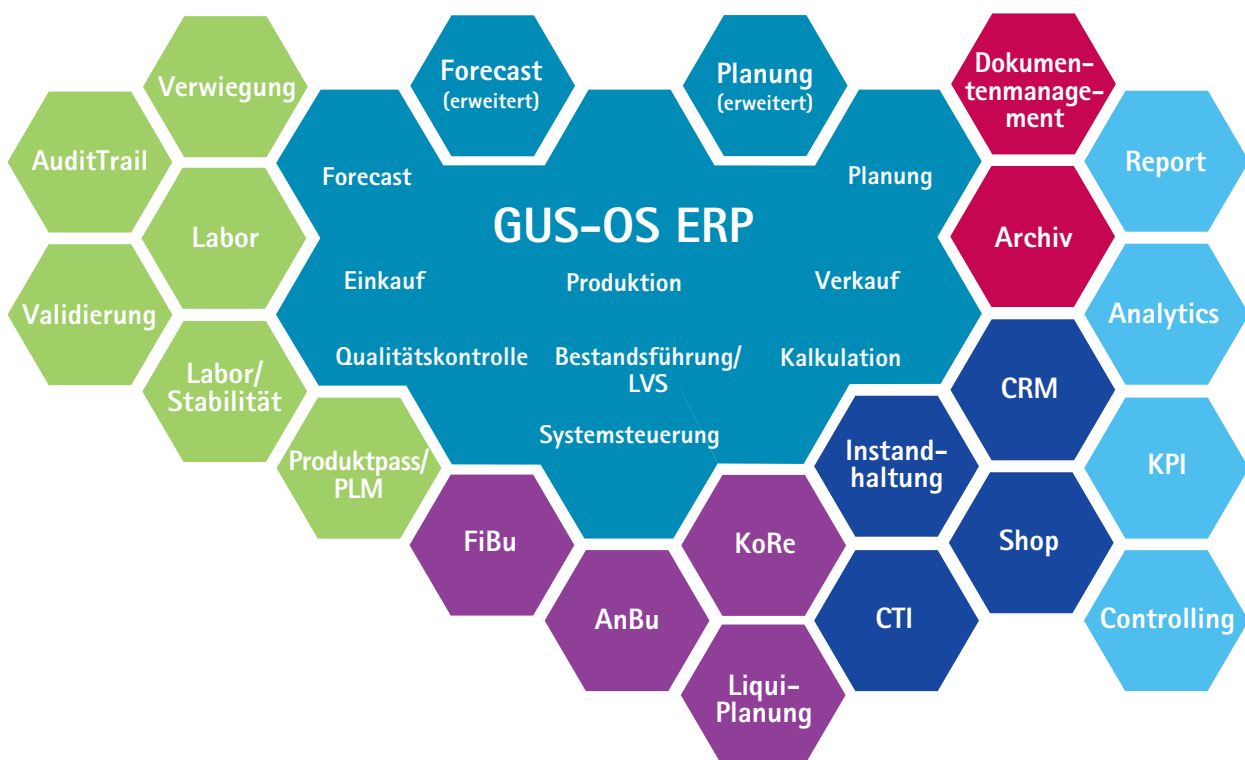 Verwiegung
AuditTrail
Labor
Validierung
Labor/
Stabilität
Produktpass/
PLM
Forecast
(erweitert)
Planung
(erweitert)
Forecast
Planung
GUS-OS ERP
Einkauf
Produktion
Verkauf
Qualitätskontrolle
Bestandsführung/
LVS
Kalkulation
Systemsteuerung
Dokumen-
tenmanage-
ment
Archiv
Report
Analytics
KPI
Controlling
CRM
Instand-
haltung
Shop
CTI
FiBu
AnBu
KoRe
Liqui-
Planung